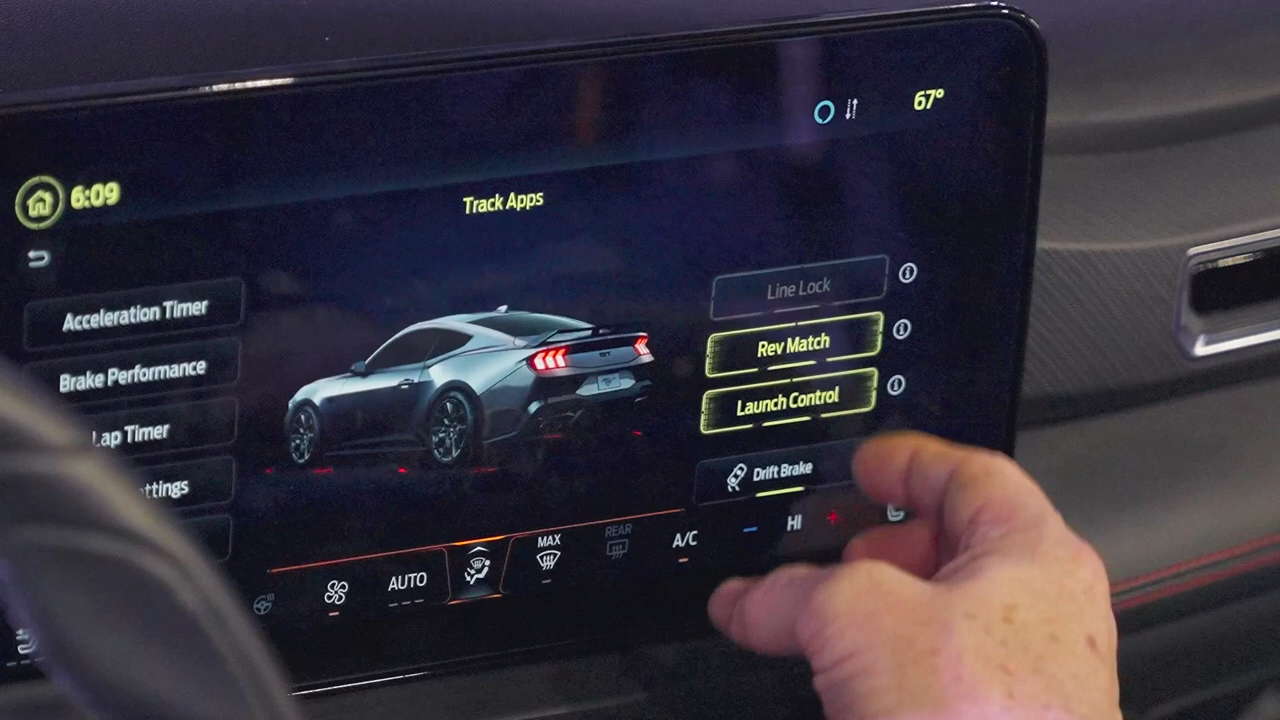 67°
6:09
Track Apps
Acceleration Timer
Brake Performance
Lap Timer
ttings
Line Lock
Rev Match
Launch Control
Drift Brake
AUTO
MAX
REAR
A/C
HI